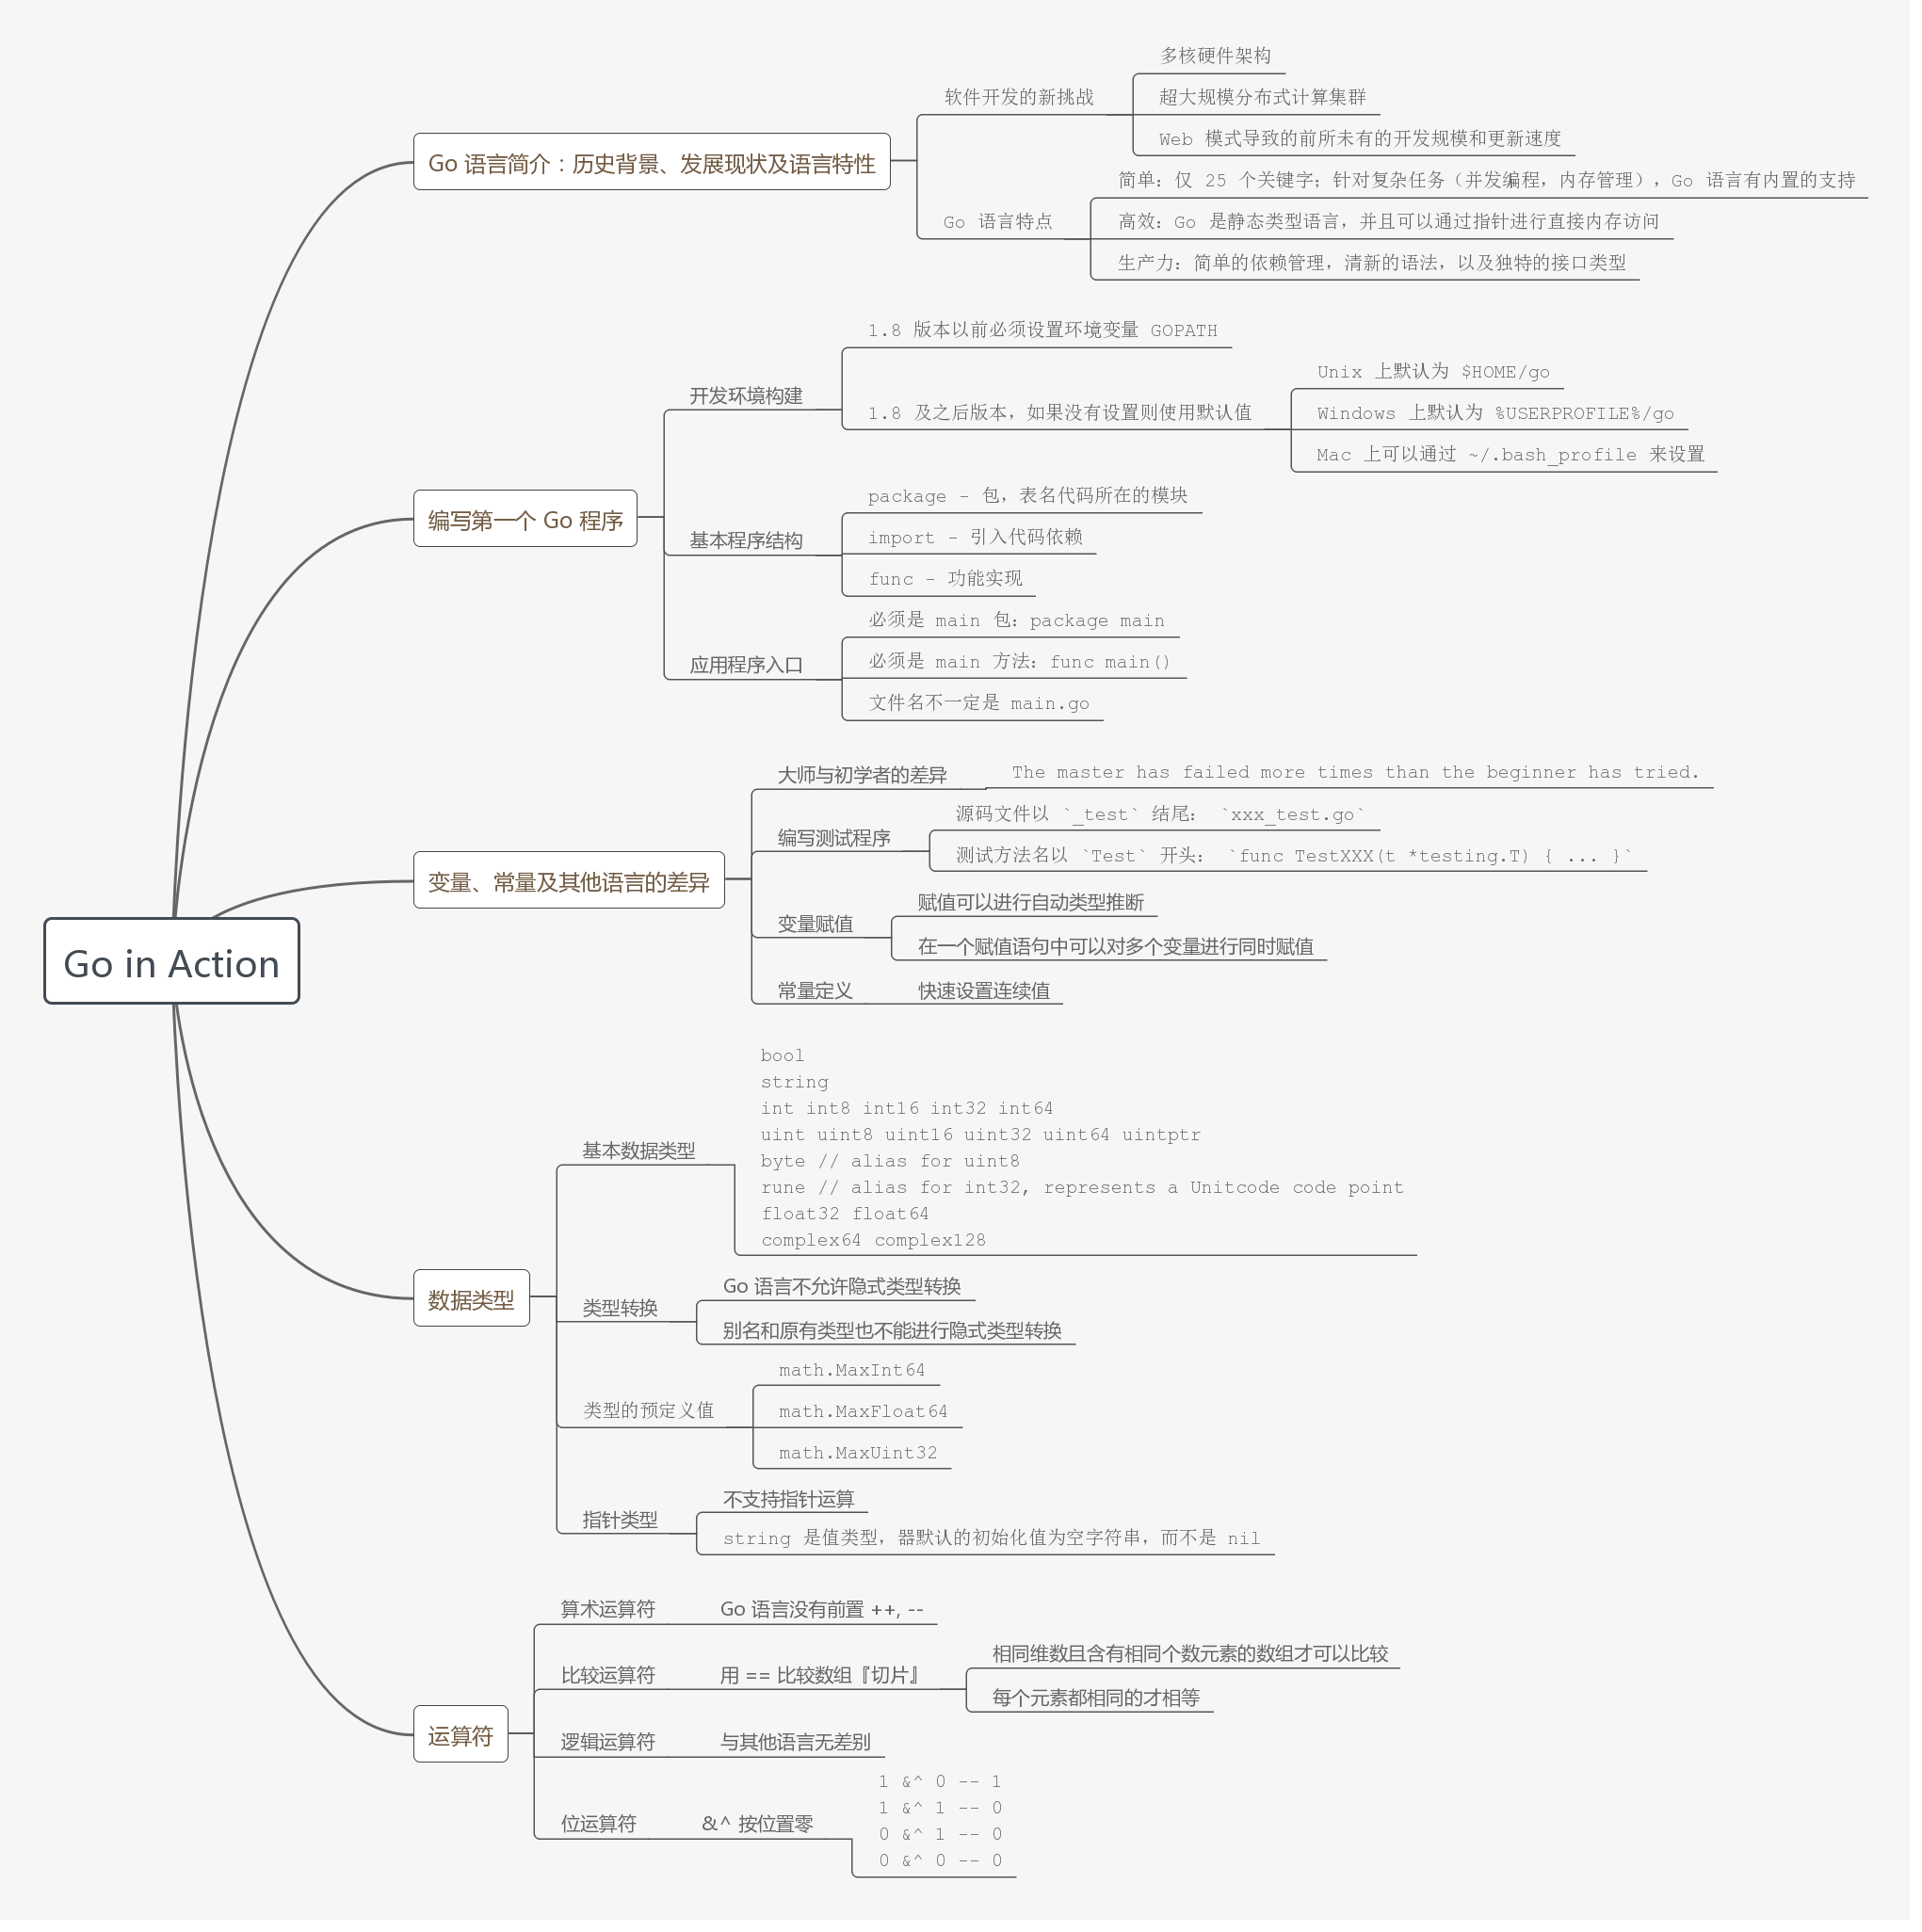 Go in Action
Go 语言简介：历史背景、发展现状及语言特性
软件开发的新挑战
多核硬件架构
超大规模分布式计算集群
Web 模式导致的前所未有的开发规模和更新速度
Go 语言特点
简单：仅 25 个关键字；针对复杂任务（并发编程，内存管理），Go 语言有内置的支持
高效：Go 是静态类型语言，并且可以通过指针进行直接内存访问
生产力：简单的依赖管理，清新的语法，以及独特的接口类型
编写第一个 Go 程序
开发环境构建
1.8 版本以前必须设置环境变量 GOPATH
1.8 及之后版本，如果没有设置则使用默认值
Unix 上默认为 $HOME/go
Windows 上默认为 %USERPROFILE%/go
Mac 上可以通过 ~/.bash_profile 来设置
基本程序结构
package - 包，表名代码所在的模块
import - 引入代码依赖
func - 功能实现
应用程序入口
必须是 main 包：package main
必须是 main 方法：func main()
文件名不一定是 main.go
变量、常量及其他语言的差异
大师与初学者的差异
The master has failed more times than the beginner has tried.
编写测试程序
源码文件以 `_test` 结尾： `xxx_test.go`
测试方法名以 `Test` 开头： `func TestXXX(t *testing.T) { ... }`
变量赋值
赋值可以进行自动类型推断
在一个赋值语句中可以对多个变量进行同时赋值
常量定义
快速设置连续值
数据类型
基本数据类型
bool
string
int int8 int16 int32 int64
uint uint8 uint16 uint32 uint64 uintptr
byte // alias for uint8
rune // alias for int32, represents a Unitcode code point
float32 float64
complex64 complex128
类型转换
Go 语言不允许隐式类型转换
别名和原有类型也不能进行隐式类型转换
类型的预定义值
math.MaxInt64
math.MaxFloat64
math.MaxUint32
指针类型
不支持指针运算
string 是值类型，器默认的初始化值为空字符串，而不是 nil
运算符
算术运算符
Go 语言没有前置 ++, --
比较运算符
用 == 比较数组『切片』
相同维数且含有相同个数元素的数组才可以比较
每个元素都相同的才相等
逻辑运算符
与其他语言无差别
位运算符
&^ 按位置零
1 &^ 0 -- 1
1 &^ 1 -- 0
0 &^ 1 -- 0
0 &^ 0 -- 0